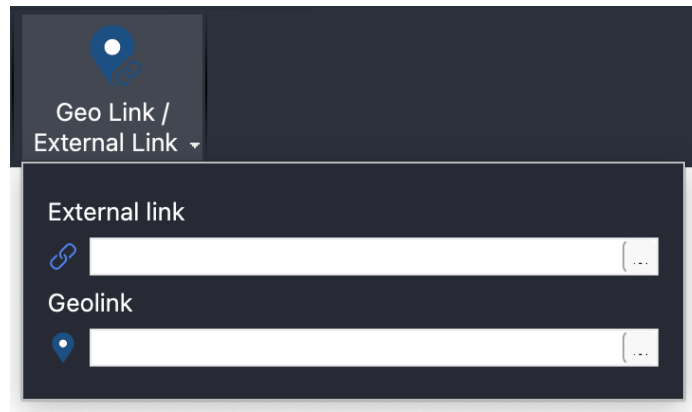 Geo Link /
External Link
External link
...
Geolink
...